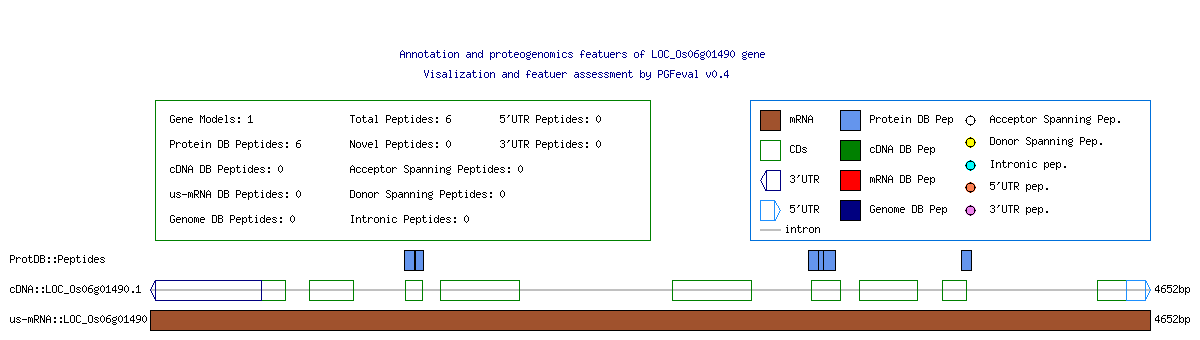 Annotation and proteogenomics featuers of LOC_Os06g01490 gene
Visalization and featuer assessment by PGFeval v0.4
Gene Models: 1
Total Peptides: 6
5'UTR Peptides: 0
Protein DB Peptides: 6
Novel Peptides: 0
3'UTR Peptides: 0
cDNA DB Peptides: 0
Acceptor Spanning Peptides: 0
us-mRNA DB Peptides: 0
Donor Spanning Peptides: 0
Genome DB Peptides: 0
Intronic Peptides: 0
mRNA
Protein DB Pep
Acceptor Spanning Pep.
CDs
cDNA DB Pep
Donor Spanning Pep.
3'UTR
mRNA DB Pep
Intronic pep.
5'UTR
Genome DB Pep
5'UTR pep.
3'UTR pep.
intron
ProtDB::Peptides
cDNA::LOC_Os06g01490.1
4652bp
us-mRNA::LOC_Os06g01490
4652bp